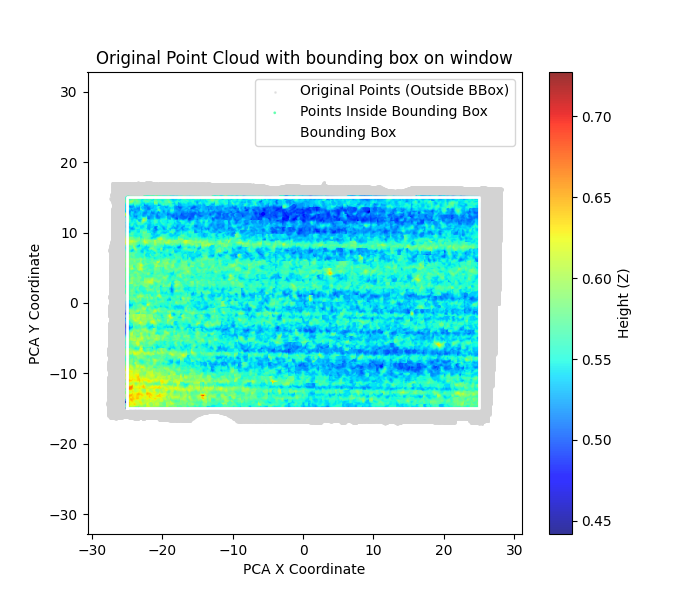 Original Point Cloud with bounding box on window
Original Points (Outside BBox)
Points Inside Bounding Box
Bounding Box
30
20
10
0
−10
−20
−30
PCA Y Coordinate
−30
−20
−10
0
10
20
30
PCA X Coordinate
0.70
0.65
0.60
0.55
0.50
0.45
Height (Z)